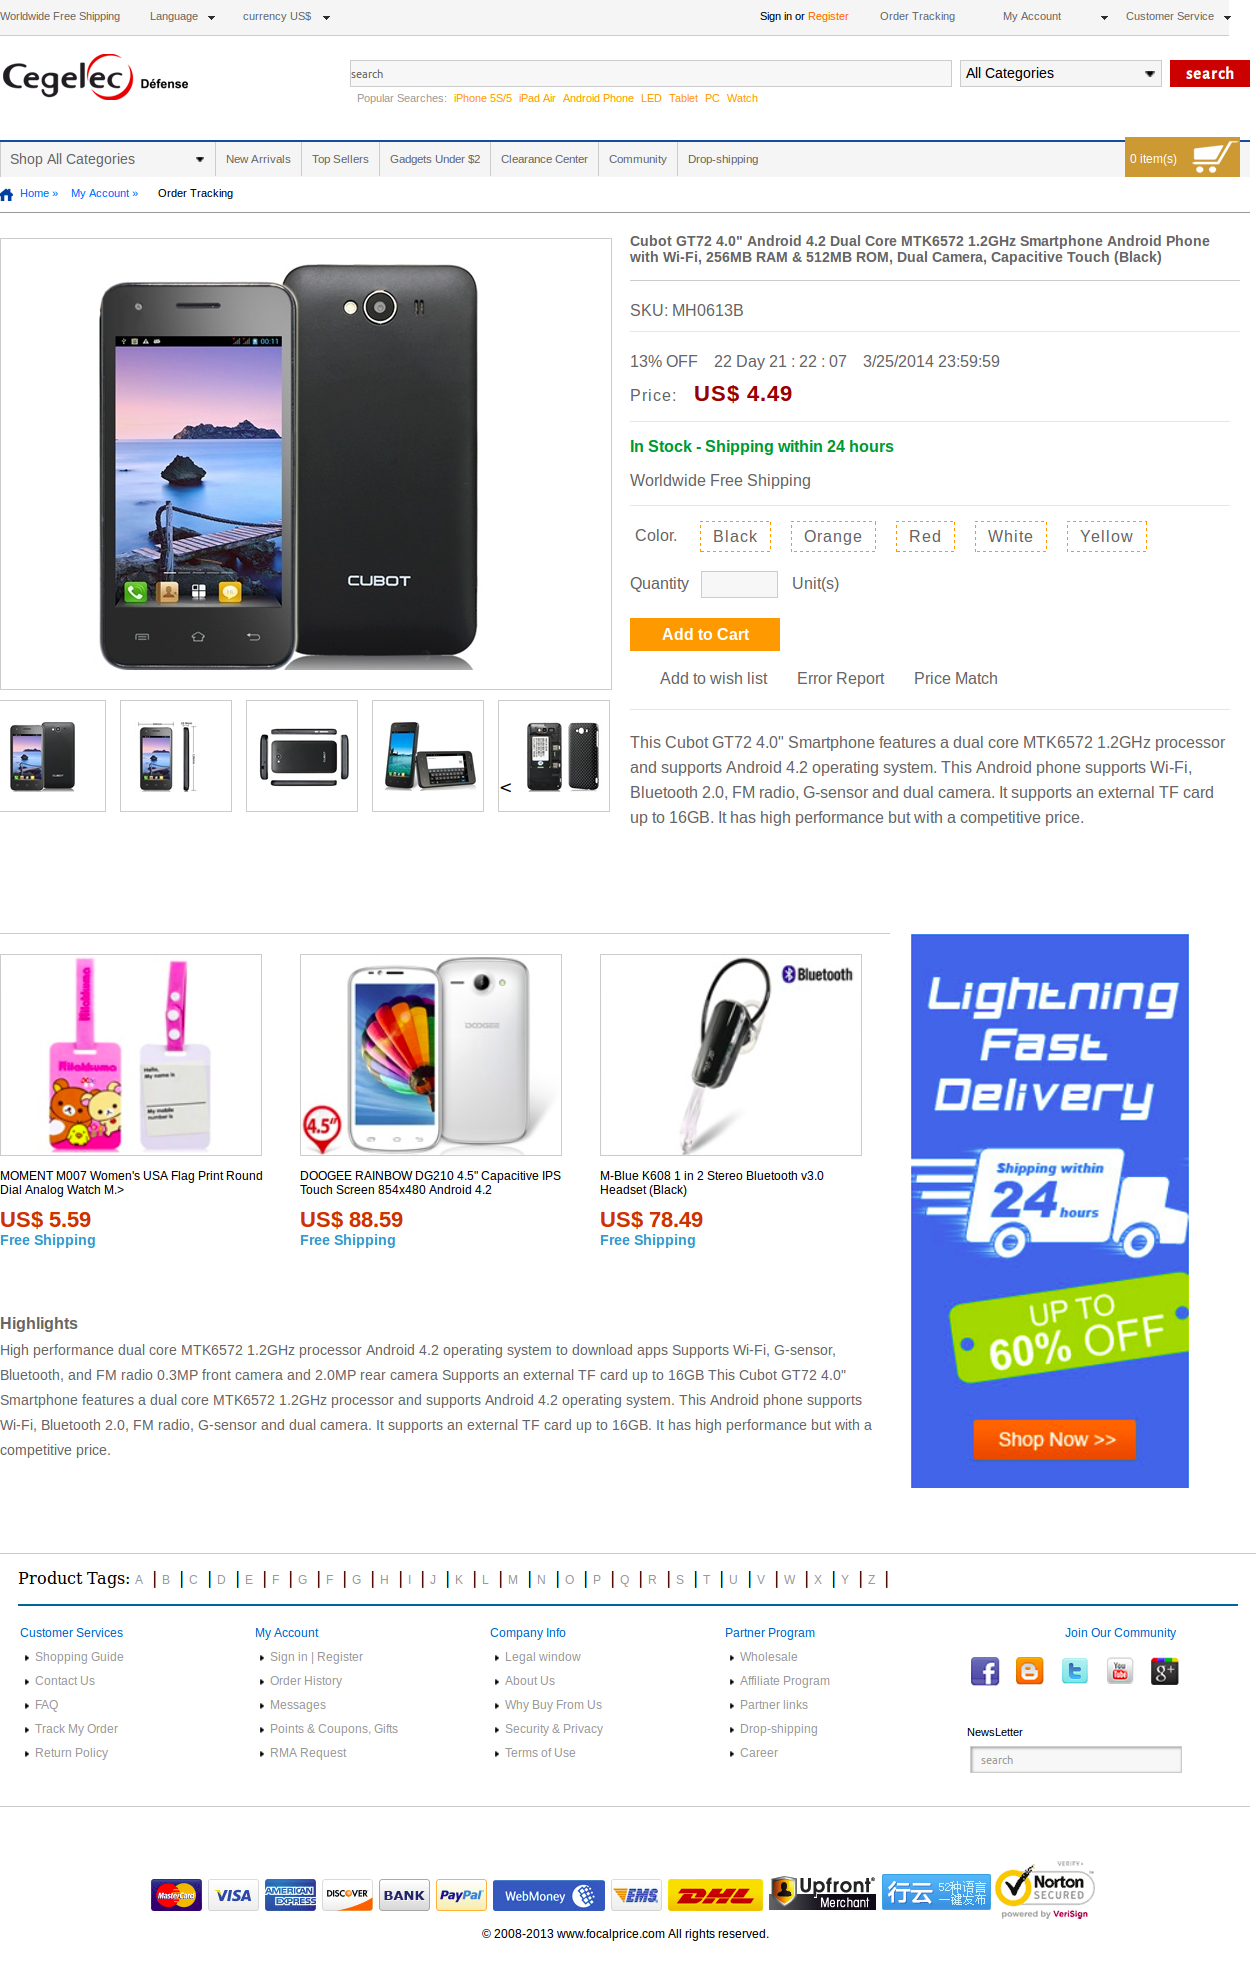 Worldwide Free Shipping Language currency US$ Sign in or Register Order Tracking My Account Customer Service
Cegelec Défense
search All Categories search
Popular Searches: iPhone 5S/5 iPad Air Android Phone LED Tablet PC Watch
Shop All Categories New Arrivals Top Sellers Gadgets Under $2 Clearance Center Community Drop-shipping 0 item(s)
Home » My Account » Order Tracking
Cubot GT72 4.0" Android 4.2 Dual Core MTK6572 1.2GHz Smartphone Android Phone
with Wi-Fi, 256MB RAM & 512MB ROM, Dual Camera, Capacitive Touch (Black)
SKU: MH0613B
13% OFF 22 Day 21 : 22 : 07 3/25/2014 23:59:59
Price: US$ 4.49
In Stock - Shipping within 24 hours
Worldwide Free Shipping
Color. Black Orange Red White Yellow
Quantity Unit(s)
Add to Cart
Add to wish list Error Report Price Match
00:11
CUBOT
<
This Cubot GT72 4.0" Smartphone features a dual core MTK6572 1.2GHz processor
and supports Android 4.2 operating system. This Android phone supports Wi-Fi,
Bluetooth 2.0, FM radio, G-sensor and dual camera. It supports an external TF card
up to 16GB. It has high performance but with a competitive price.
Rilakkuma
Rilakkuma
Hello,
My name is
My mobile
number is
DOOGEE
4.5"
Bluetooth
MOMENT M007 Women's USA Flag Print Round
Dial Analog Watch M.>
US$ 5.59
Free Shipping
DOOGEE RAINBOW DG210 4.5" Capacitive IPS
Touch Screen 854x480 Android 4.2
US$ 88.59
Free Shipping
M-Blue K608 1 in 2 Stereo Bluetooth v3.0
Headset (Black)
US$ 78.49
Free Shipping
Lightning
Fast
Delivery
Shipping within
24
hours
UP TO
60% OFF
Shop Now >>
Highlights
High performance dual core MTK6572 1.2GHz processor Android 4.2 operating system to download apps Supports Wi-Fi, G-sensor,
Bluetooth, and FM radio 0.3MP front camera and 2.0MP rear camera Supports an external TF card up to 16GB This Cubot GT72 4.0"
Smartphone features a dual core MTK6572 1.2GHz processor and supports Android 4.2 operating system. This Android phone supports
Wi-Fi, Bluetooth 2.0, FM radio, G-sensor and dual camera. It supports an external TF card up to 16GB. It has high performance but with a
competitive price.
Product Tags: A | B | C | D | E | F | G | F | G | H | I | J | K | L | M | N | O | P | Q | R | S | T | U | V | W | X | Y | Z |
Customer Services
Shopping Guide
Contact Us
FAQ
Track My Order
Return Policy
My Account
Sign in | Register
Order History
Messages
Points & Coupons, Gifts
RMA Request
Company Info
Legal window
About Us
Why Buy From Us
Security & Privacy
Terms of Use
Partner Program
Wholesale
Affiliate Program
Partner links
Drop-shipping
Career
Join Our Community
f t You Tube g+
NewsLetter
search
MasterCard VISA AMERICAN EXPRESS DISCOVER BANK PayPal WebMoney EMS DHL Upfront Merchant 行云 52种语言 一键发布 VERIFY Norton SECURED powered by VeriSign
© 2008-2013 www.focalprice.com All rights reserved.